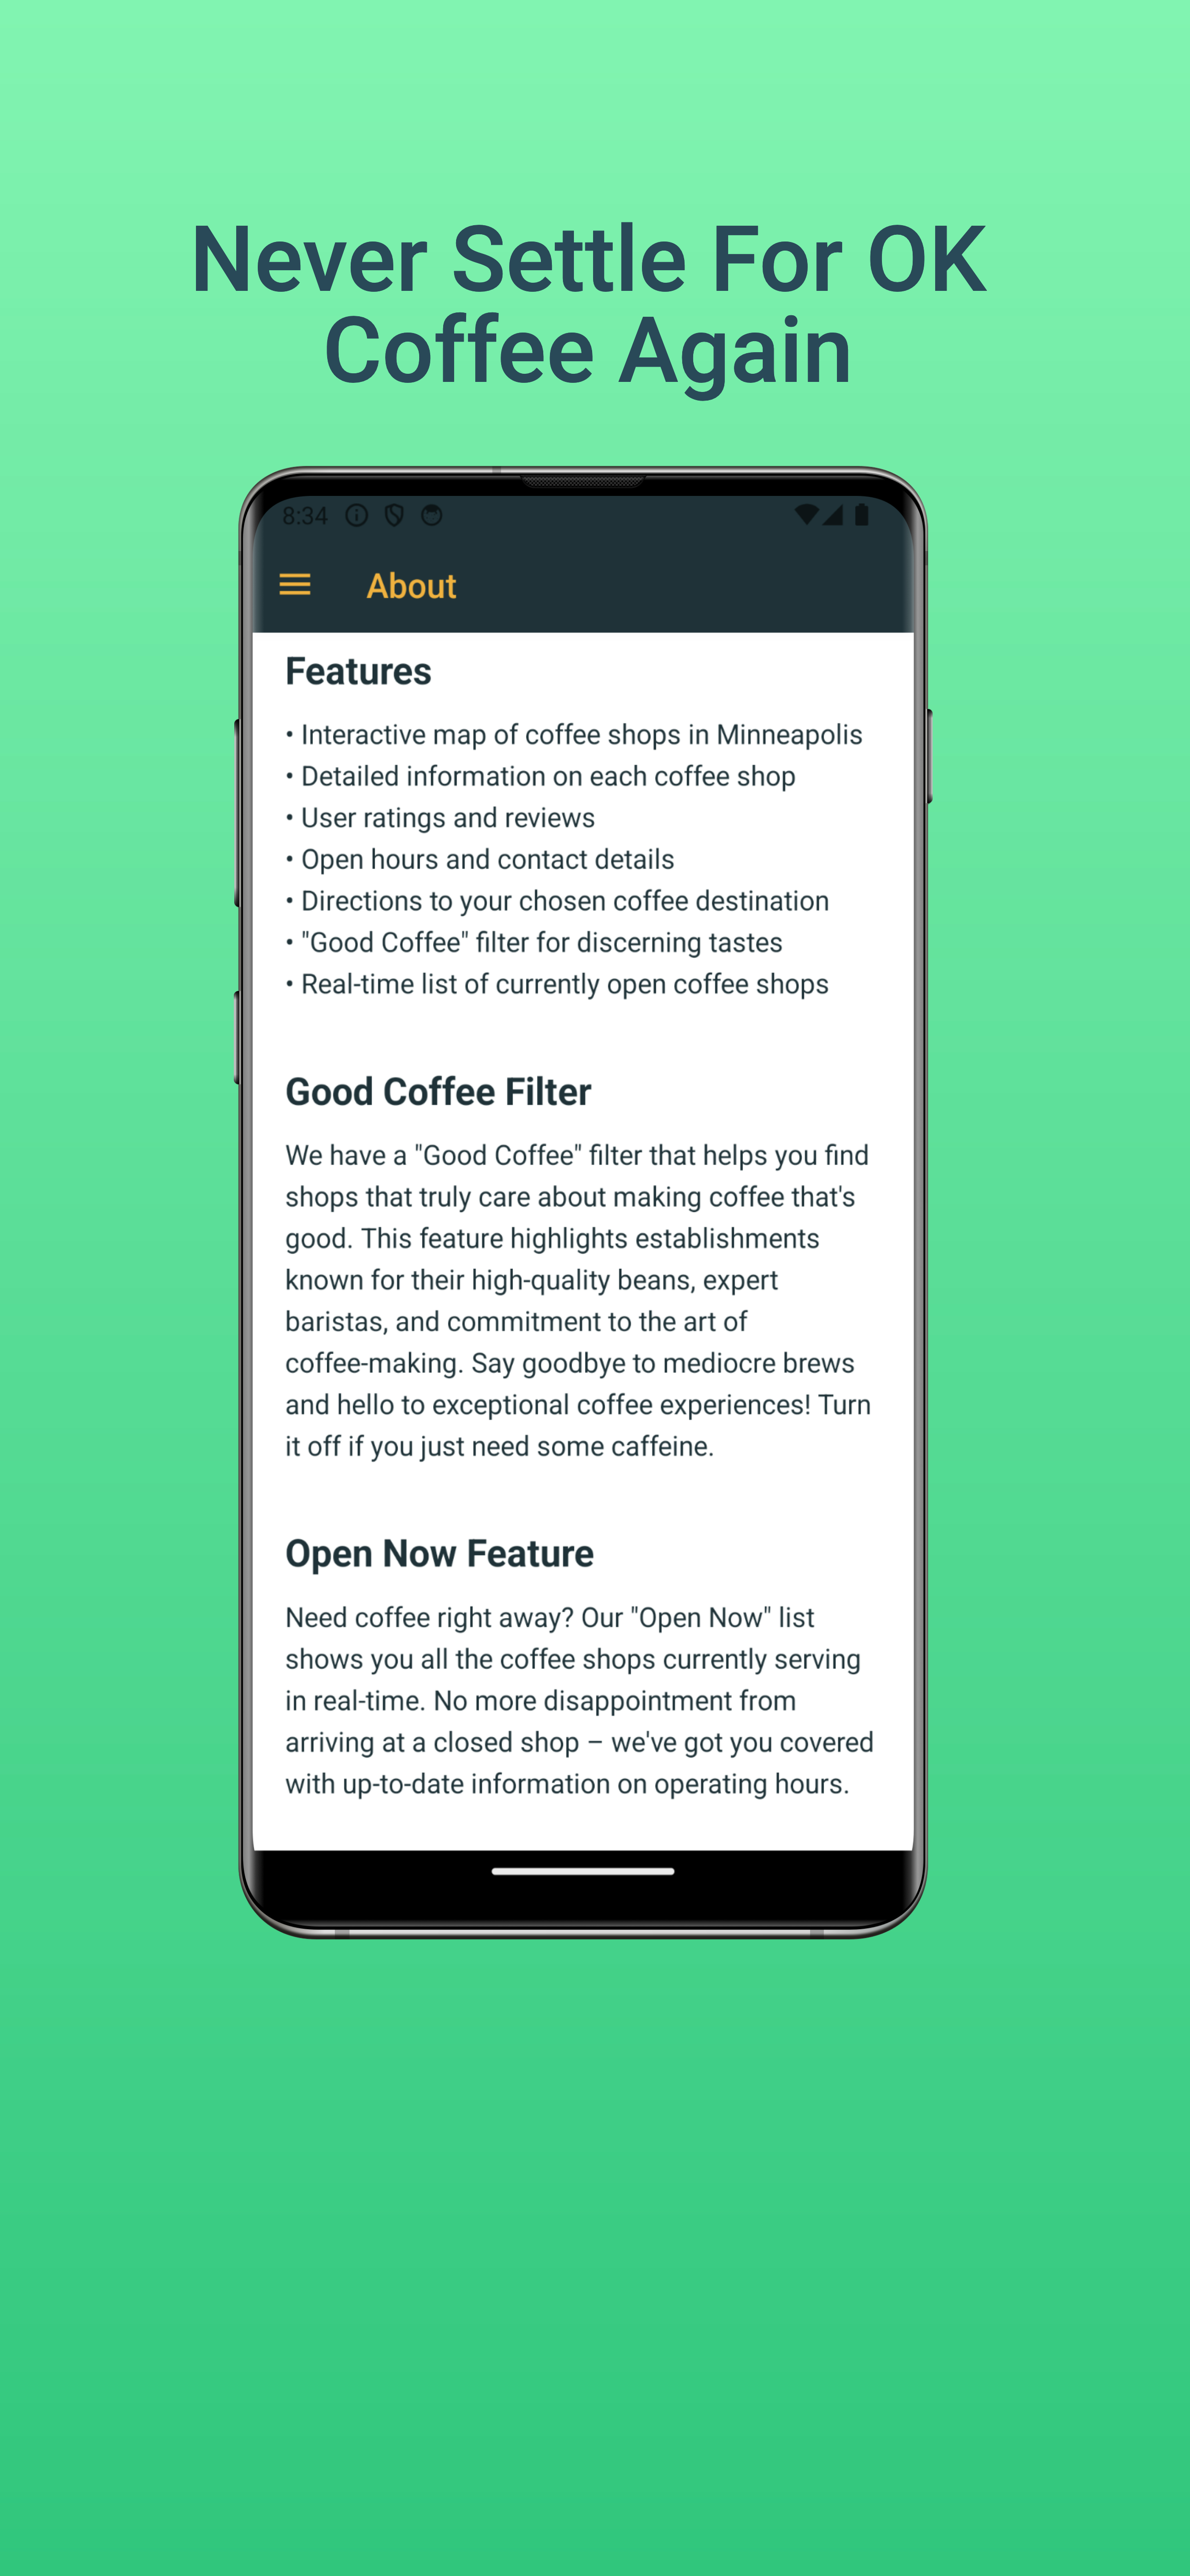 Never Settle For OK
Coffee Again
8:34
About
Features
• Interactive map of coffee shops in Minneapolis
• Detailed information on each coffee shop
• User ratings and reviews
• Open hours and contact details
• Directions to your chosen coffee destination
• "Good Coffee" filter for discerning tastes
• Real-time list of currently open coffee shops
Good Coffee Filter
We have a "Good Coffee" filter that helps you find
shops that truly care about making coffee that's
good. This feature highlights establishments
known for their high-quality beans, expert
baristas, and commitment to the art of
coffee-making. Say goodbye to mediocre brews
and hello to exceptional coffee experiences! Turn
it off if you just need some caffeine.
Open Now Feature
Need coffee right away? Our "Open Now" list
shows you all the coffee shops currently serving
in real-time. No more disappointment from
arriving at a closed shop – we've got you covered
with up-to-date information on operating hours.